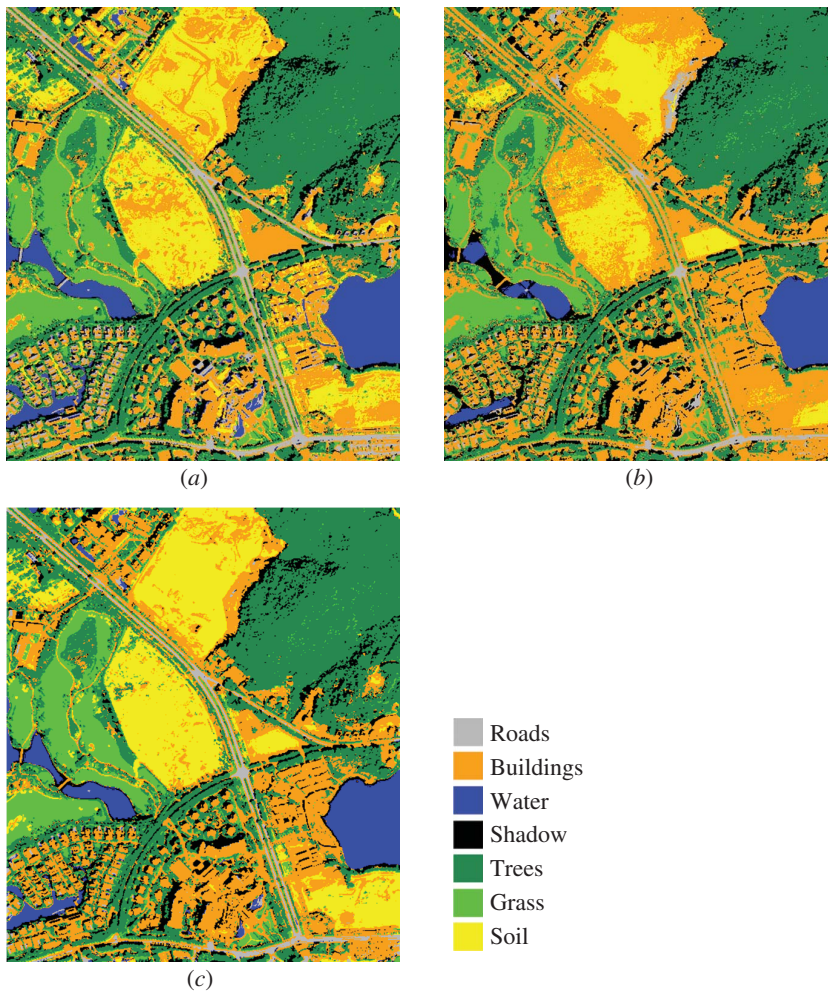 (a)
(b)
(c)
Roads
Buildings
Water
Shadow
Trees
Grass
Soil